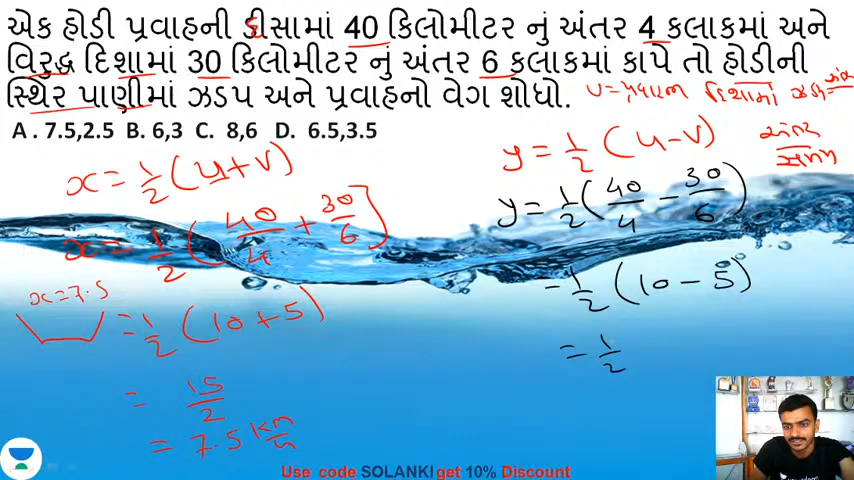 એક હોડી પ્રવાહની દીસામાં 40 કિલોમીટર નું અંતર 4 કલાકમાં અને
વિરુદ્ધ દિશામાં 30 કિલોમીટર નું અંતર 6 કલાકમાં કાપે તો હોડીની
સ્થિર પાણીમાં ઝડપ અને પ્રવાહનો વેગ શોધો.
A . 7.5,2.5 B. 6,3 C. 8,6 D. 6.5,3.5
x = 1/2 (u + v)
x = 1/2 (40/4 + 30/6)
x = 7.5
= 1/2 (10 + 5)
= 15/2
= 7.5 km/
u = દિશામાં
y = 1/2 (u - v)
y = 1/2 (40/4 - 30/6)
= 1/2 (10 - 5)
= 1/2
Use code SOLANKI get 10% Discount